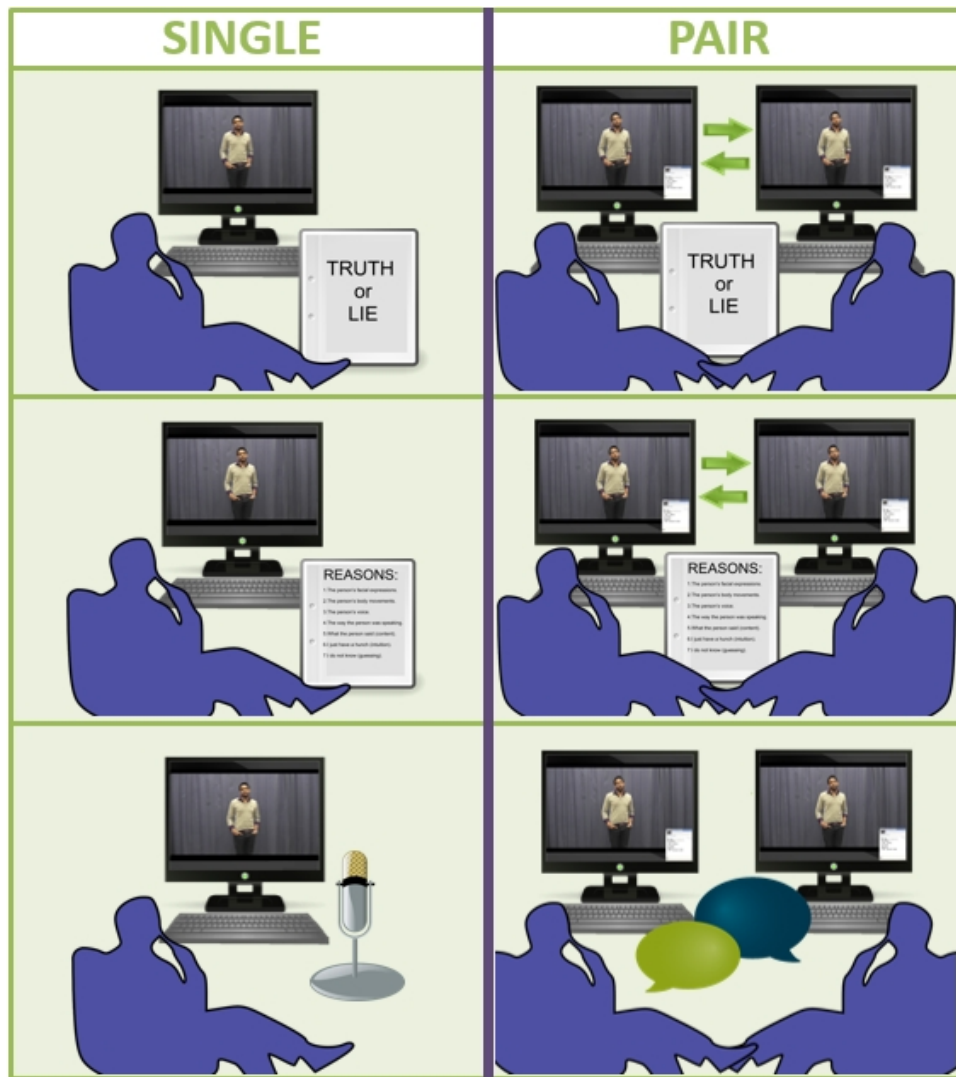 SINGLE
PAIR
TRUTH
or
LIE
TRUTH
or
LIE
REASONS:
1.The person's facial expressions.
2.The person's body movements.
3.The person's voice.
4.The way the person was speaking.
5.What the person said (content).
6.I just have a hunch (intuition).
7.I do not know (guessing).
REASONS:
1.The person's facial expressions.
2.The person's body movements.
3.The person's voice.
4.The way the person was speaking.
5.What the person said (content).
6.I just have a hunch (intuition).
7.I do not know (guessing).